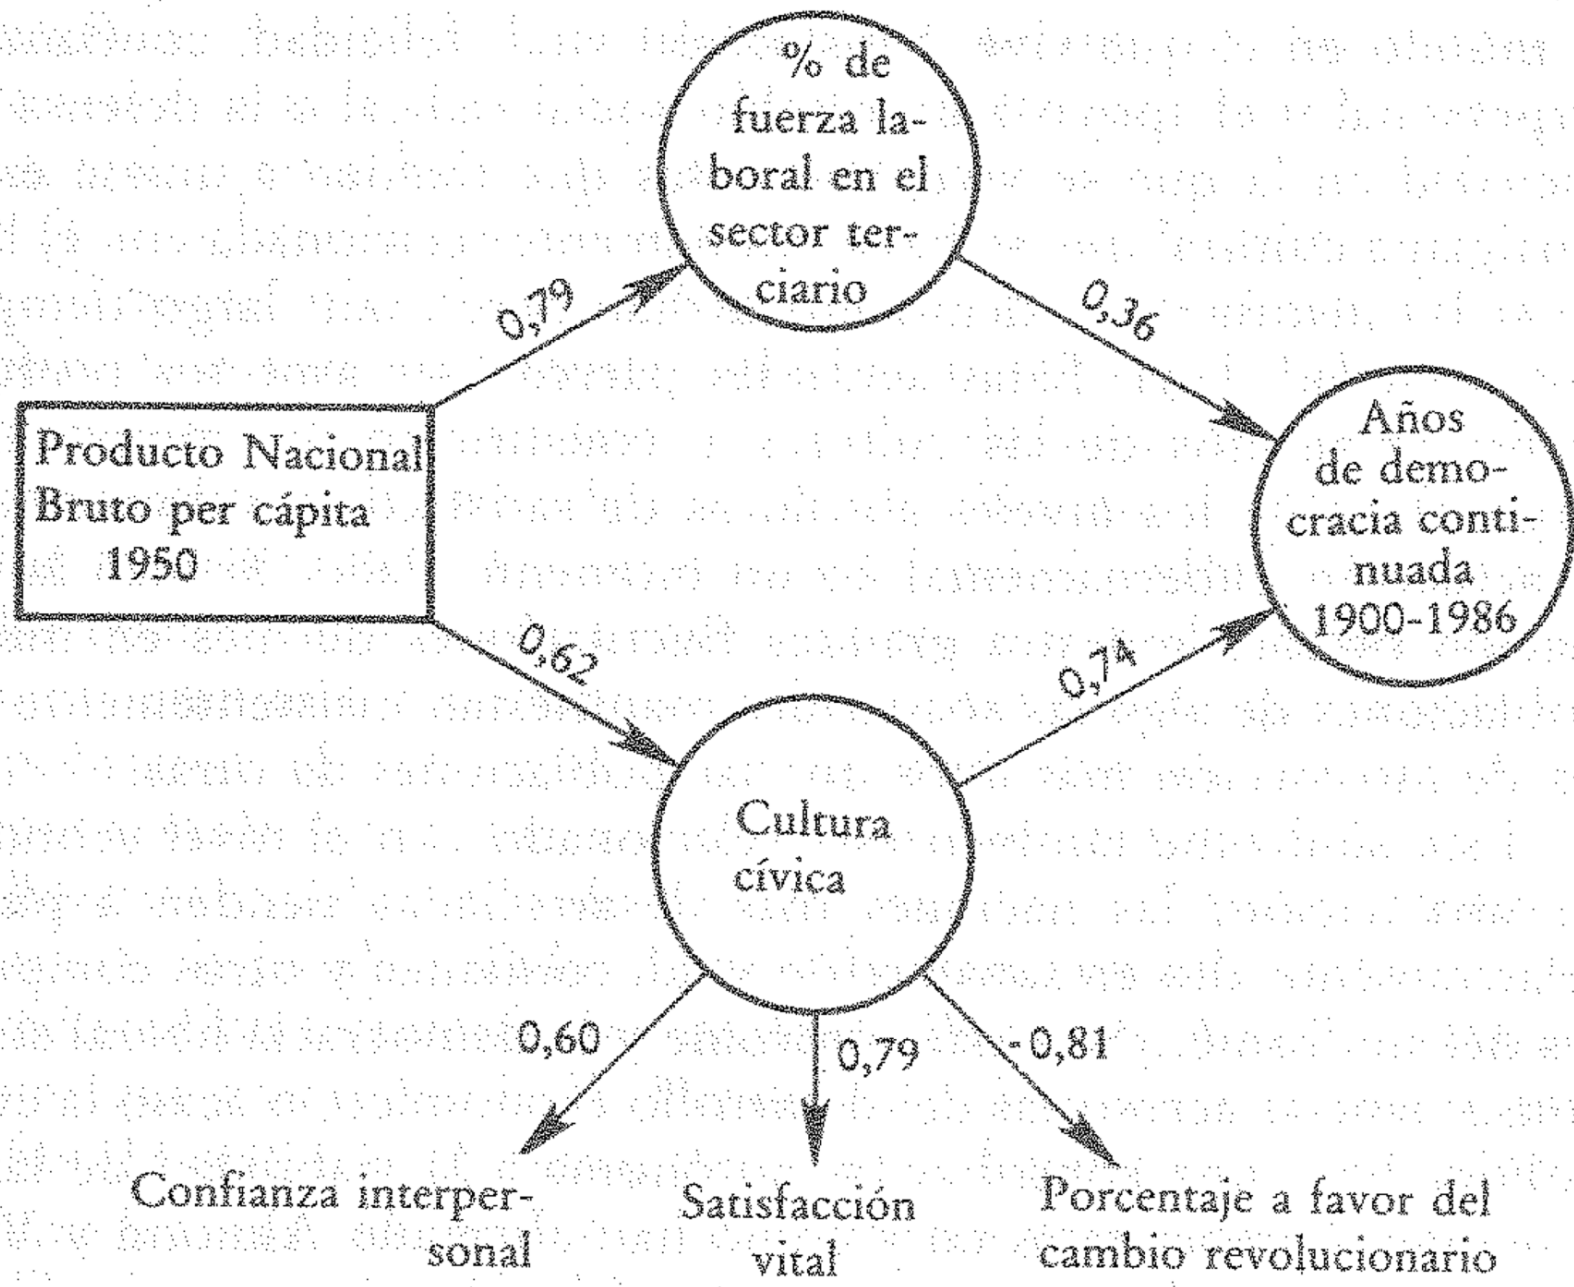 % de
fuerza la-
boral en el
sector ter-
ciario
0,79
0,36
Producto Nacional
Bruto per cápita
1950
Años
de demo-
cracia conti-
nuada
1900-1986
0,62
0,74
Cultura
cívica
0,60
0,79
-0,81
Confianza interper-
sonal
Satisfacción
vital
Porcentaje a favor del
cambio revolucionario